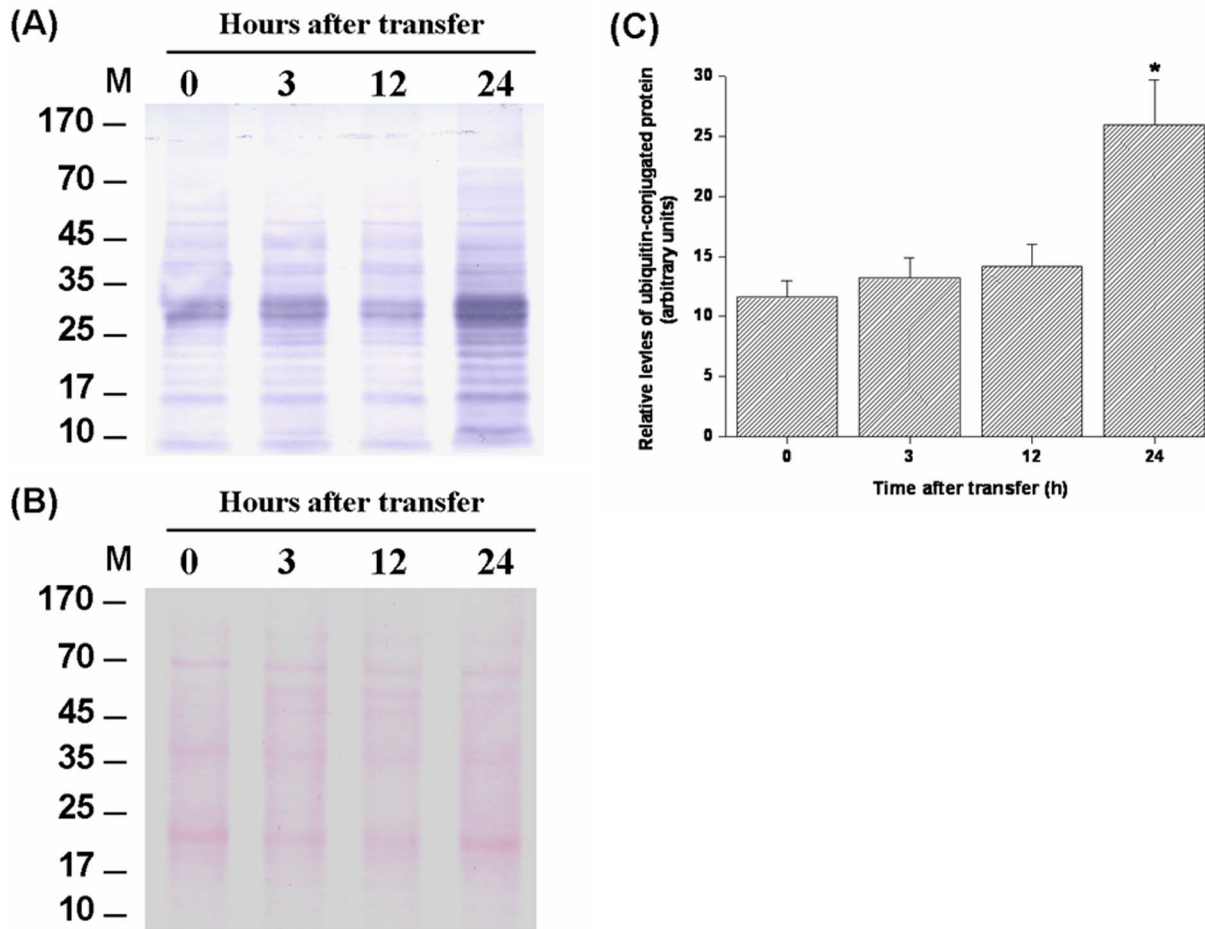 (A)
Hours after transfer
M 0 3 12 24
170
70
45
35
25
17
10
(B)
Hours after transfer
M 0 3 12 24
170
70
45
35
25
17
10
(C)
Relative levles of ubiquitin-conjugated protein
(arbitrary units)
30
25
20
15
10
5
0
*
0 3 12 24
Time after transfer (h)